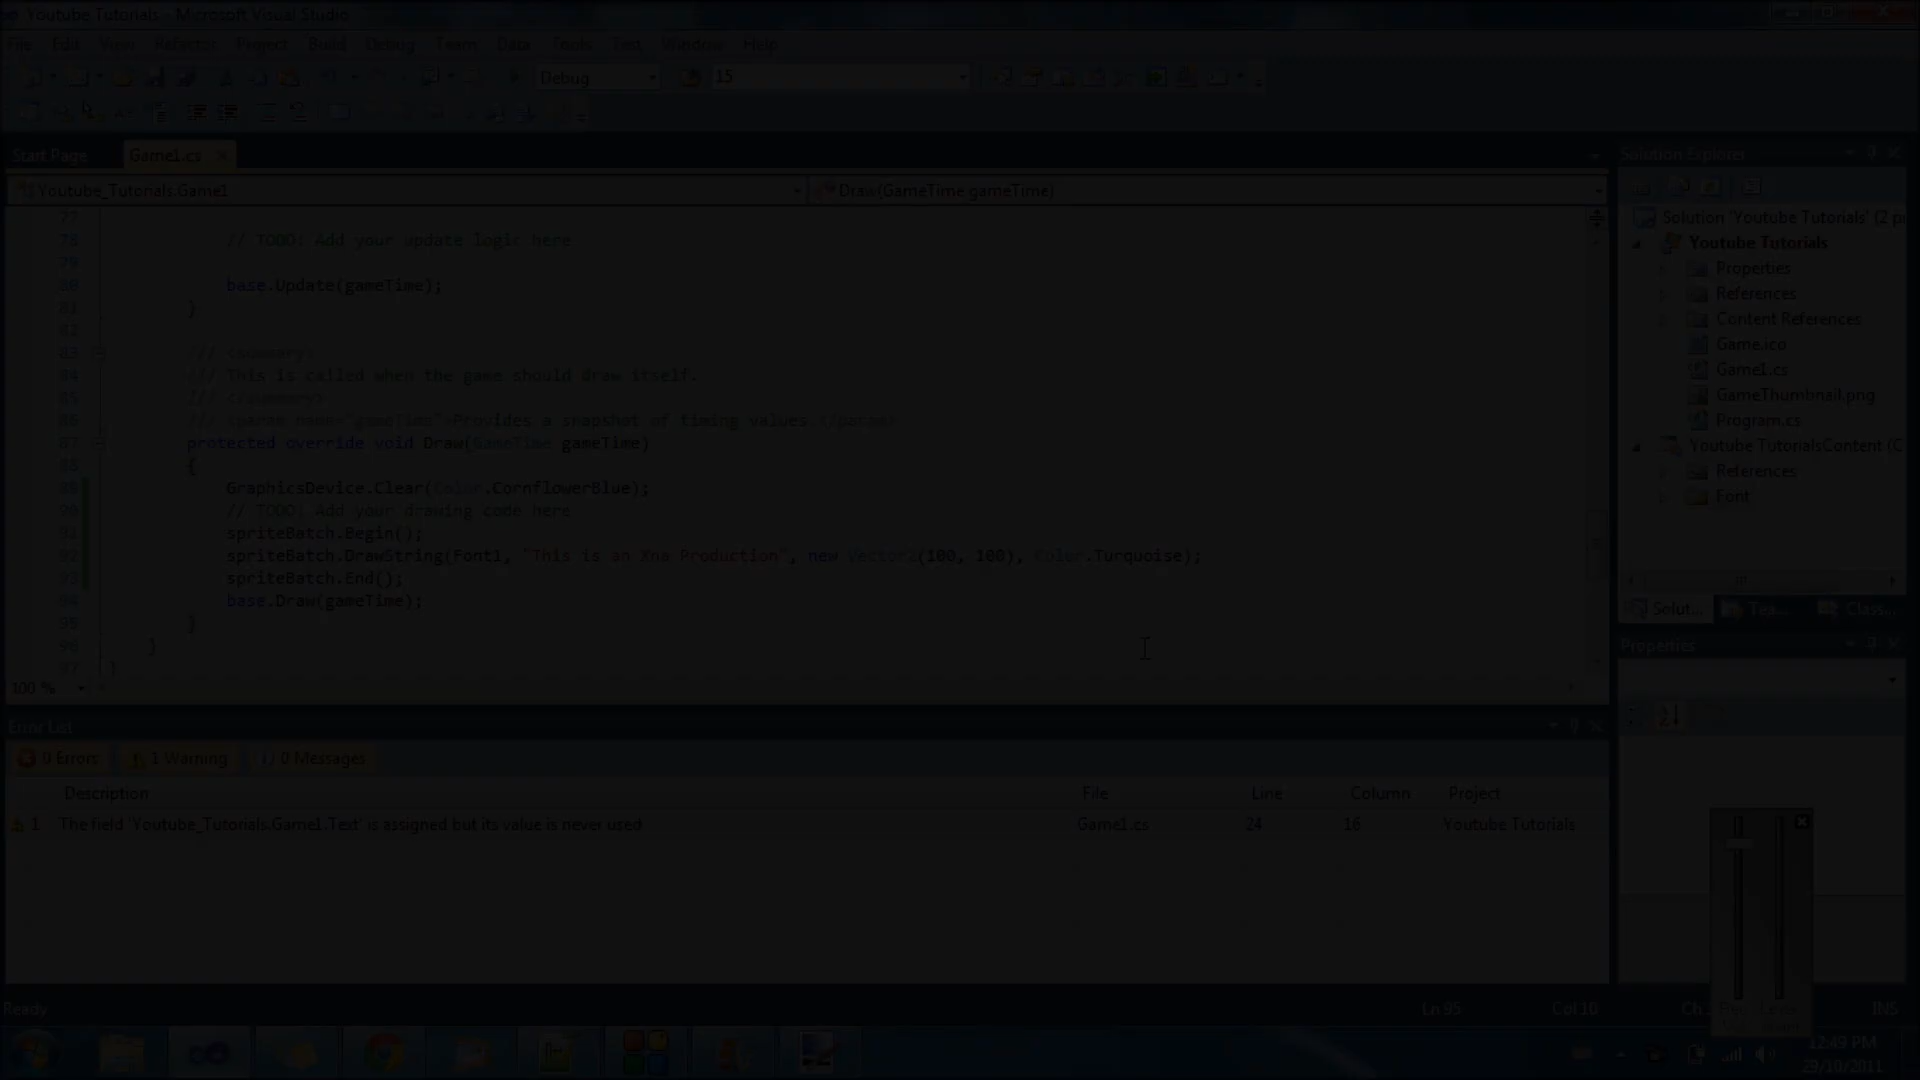 Youtube Tutorials - Microsoft Visual Studio
File Edit View Refactor Project Build Debug Team Data Tools Test Window Help
Debug 15
Start Page Game1.cs
Youtube_Tutorials.Game1 Draw(GameTime gameTime)
77
78 // TODO: Add your update logic here
79
80 base.Update(gameTime);
81 }
82
83 /// <summary>
84 /// This is called when the game should draw itself.
85 /// </summary>
86 /// <param name="gameTime">Provides a snapshot of timing values.</param>
87 protected override void Draw(GameTime gameTime)
88 {
89 GraphicsDevice.Clear(Color.CornflowerBlue);
90 // TODO: Add your drawing code here
91 spriteBatch.Begin();
92 spriteBatch.DrawString(Font1, "This is an Xna Production", new Vector2(100, 100), Color.Turquoise);
93 spriteBatch.End();
94 base.Draw(gameTime);
95 }
96 }
97 }
100 %
Solution Explorer
Solution 'Youtube Tutorials' (2 p
Youtube Tutorials
Properties
References
Content References
Game.ico
Game1.cs
GameThumbnail.png
Program.cs
Youtube TutorialsContent (C
References
Font
Solut... Tea... Class...
Properties
Error List
0 Errors 1 Warning 0 Messages
Description File Line Column Project
1 The field 'Youtube_Tutorials.Game1.Text' is assigned but its value is never used Game1.cs 24 16 Youtube Tutorials
Ready Ln 95 Col 10 Ch INS
12:49 PM
29/10/2011